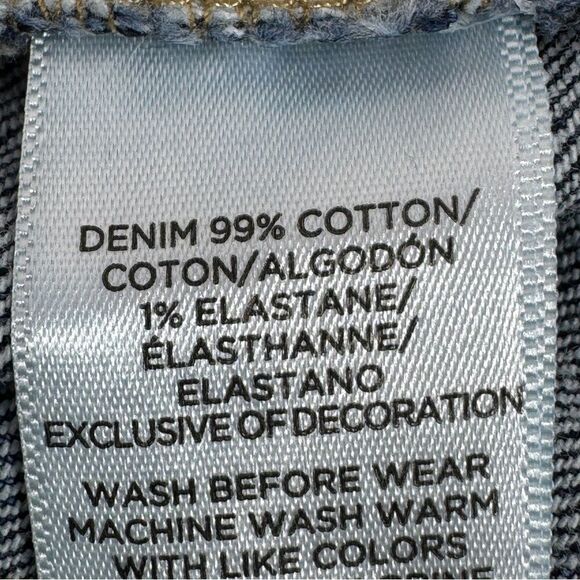 DENIM 99% COTTON/
COTON/ALGODÓN
1% ELASTANE/
ÉLASTHANNE/
ELASTANO
EXCLUSIVE OF DECORATION
WASH BEFORE WEAR
MACHINE WASH WARM
WITH LIKE COLORS